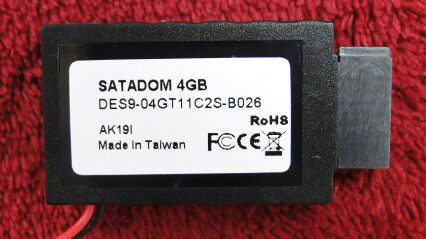 SATADOM 4GB
DES9-04GT11C2S-B026
RoHS
AK19I
Made in Taiwan
FC CE